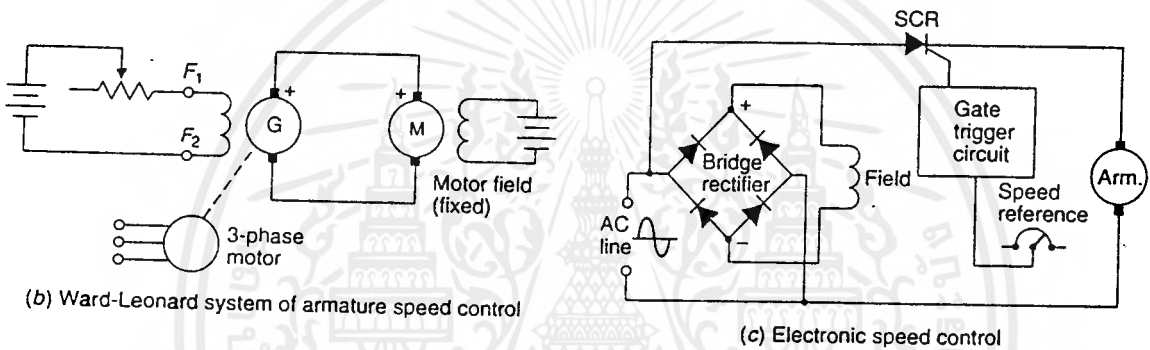 F1
F2
+
G
+
M
Motor field
(fixed)
3-phase
motor
(b) Ward-Leonard system of armature speed control
SCR
Gate
trigger
circuit
+
Bridge
rectifier
−
Field
AC
line
Arm.
Speed
reference
(c) Electronic speed control